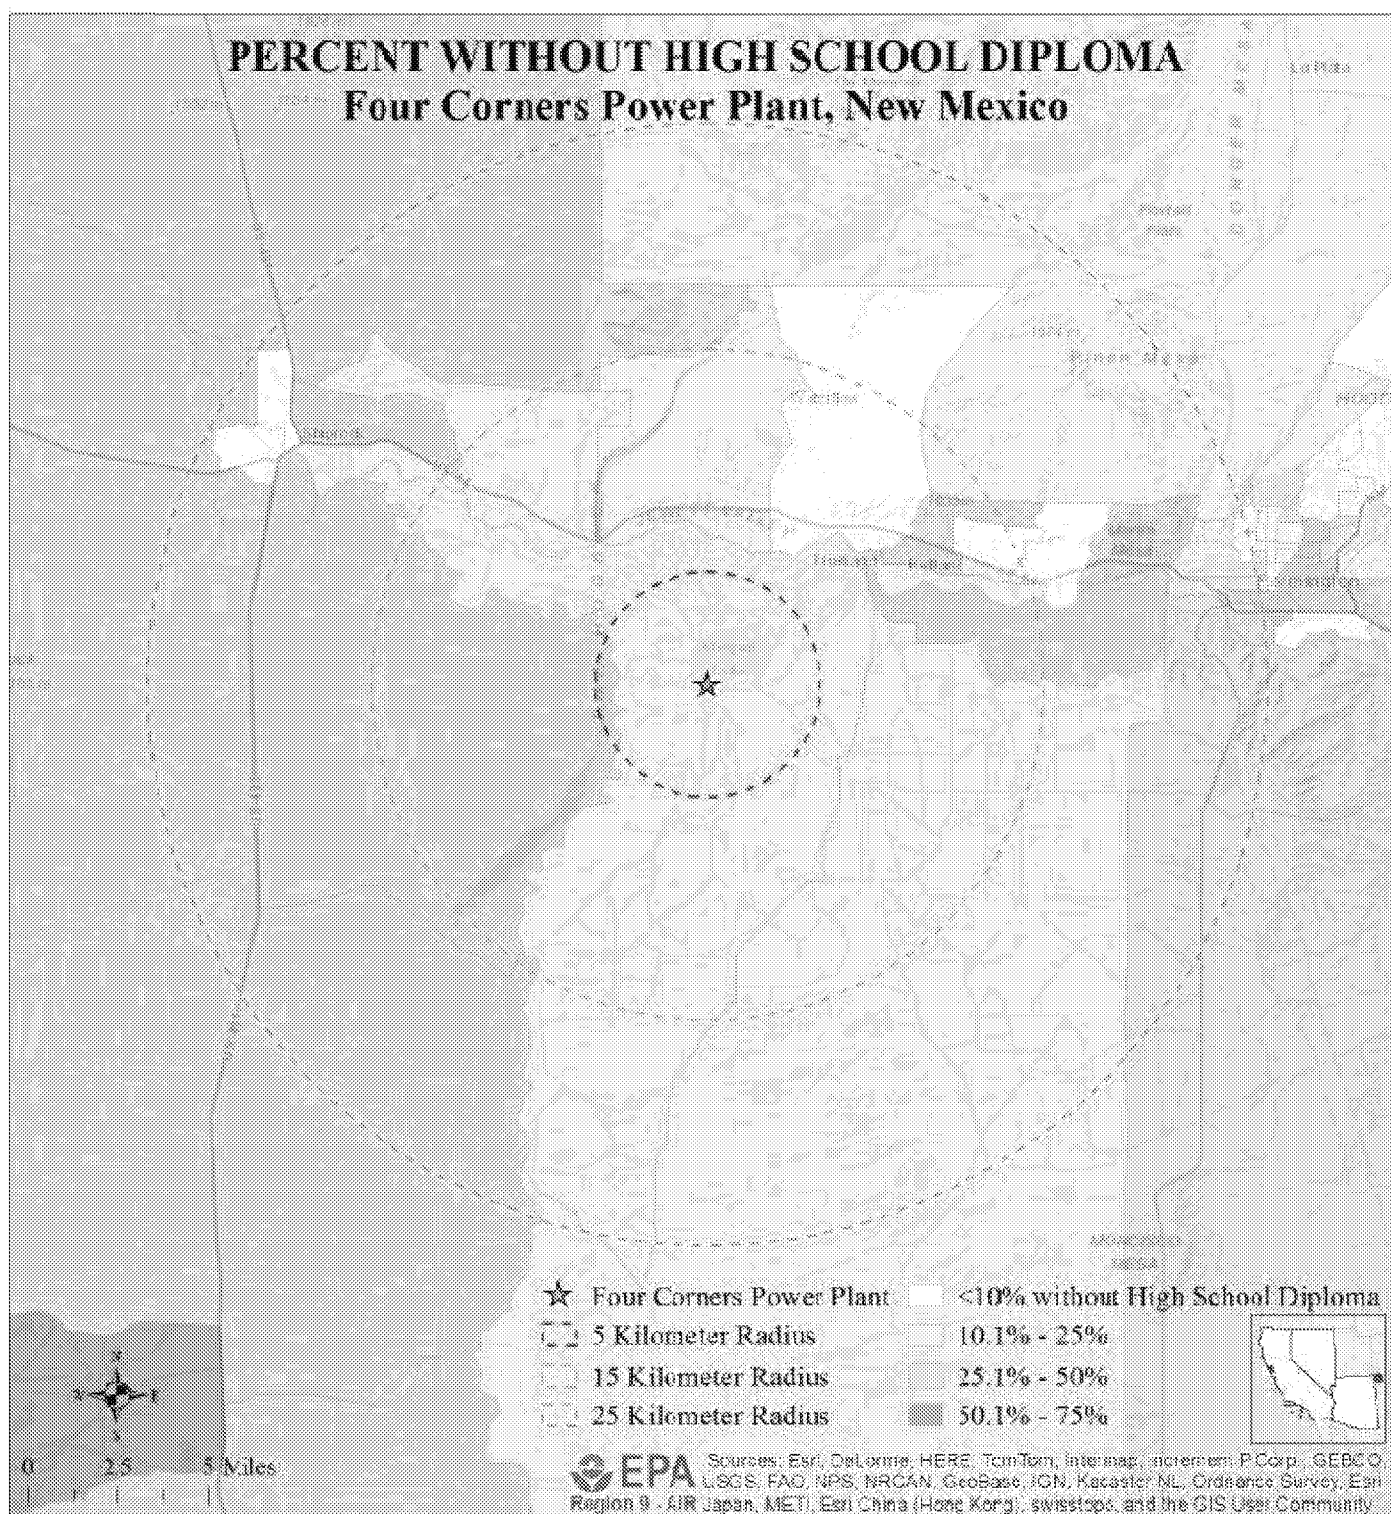 PERCENT WITHOUT HIGH SCHOOL DIPLOMA
Four Corners Power Plant, New Mexico
Four Corners Power Plant
<10% without High School Diploma
5 Kilometer Radius
10.1% - 25%
15 Kilometer Radius
25.1% - 50%
25 Kilometer Radius
50.1% - 75%
0 2.5 5 Miles
EPA
Region 9 - AIR
Sources: Esri, DeLorme, HERE, TomTom, Intermap, increment P Corp., GEBCO,
USGS, FAO, NPS, NRCAN, GeoBase, IGN, Kadaster NL, Ordnance Survey, Esri
Japan, METI, Esri China (Hong Kong), swisstopo, and the GIS User Community